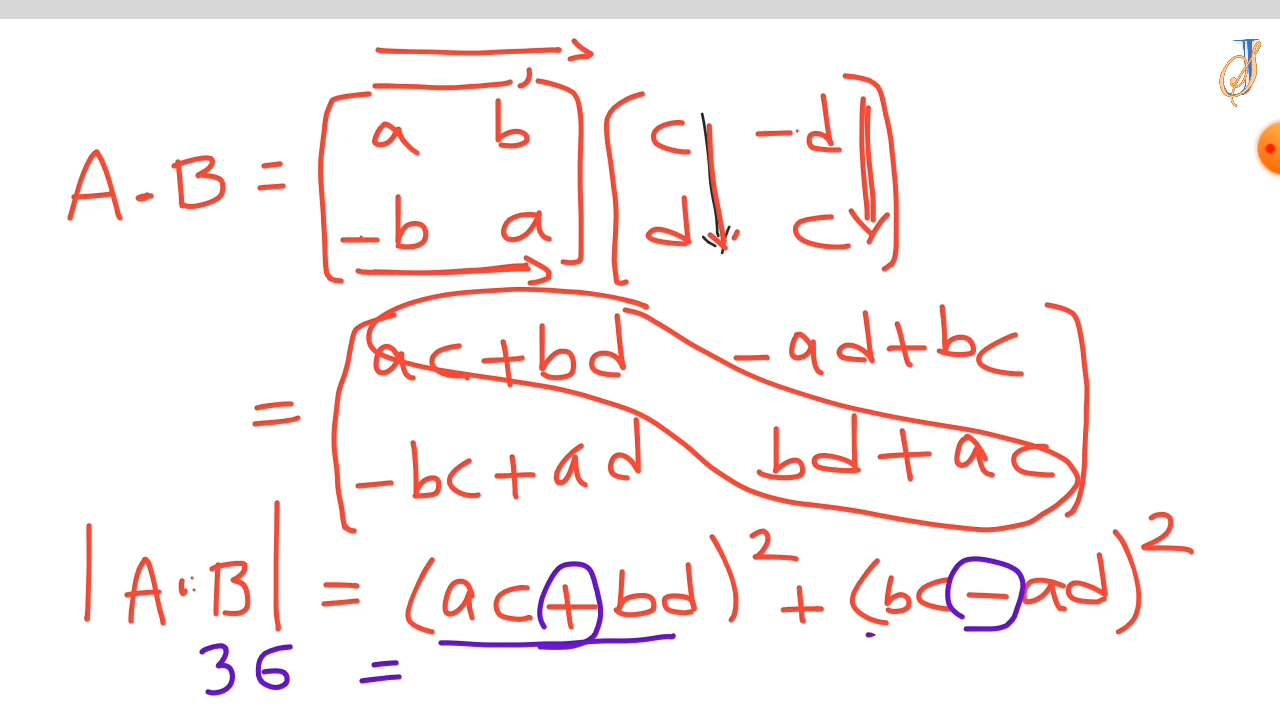 A · B = [ a b ] [ c -d ]
[ -b a ] [ d c ]
= [ ac + bd -ad + bc ]
[ -bc + ad bd + ac ]
|A·B| = (ac + bd)² + (bc - ad)²
36 =